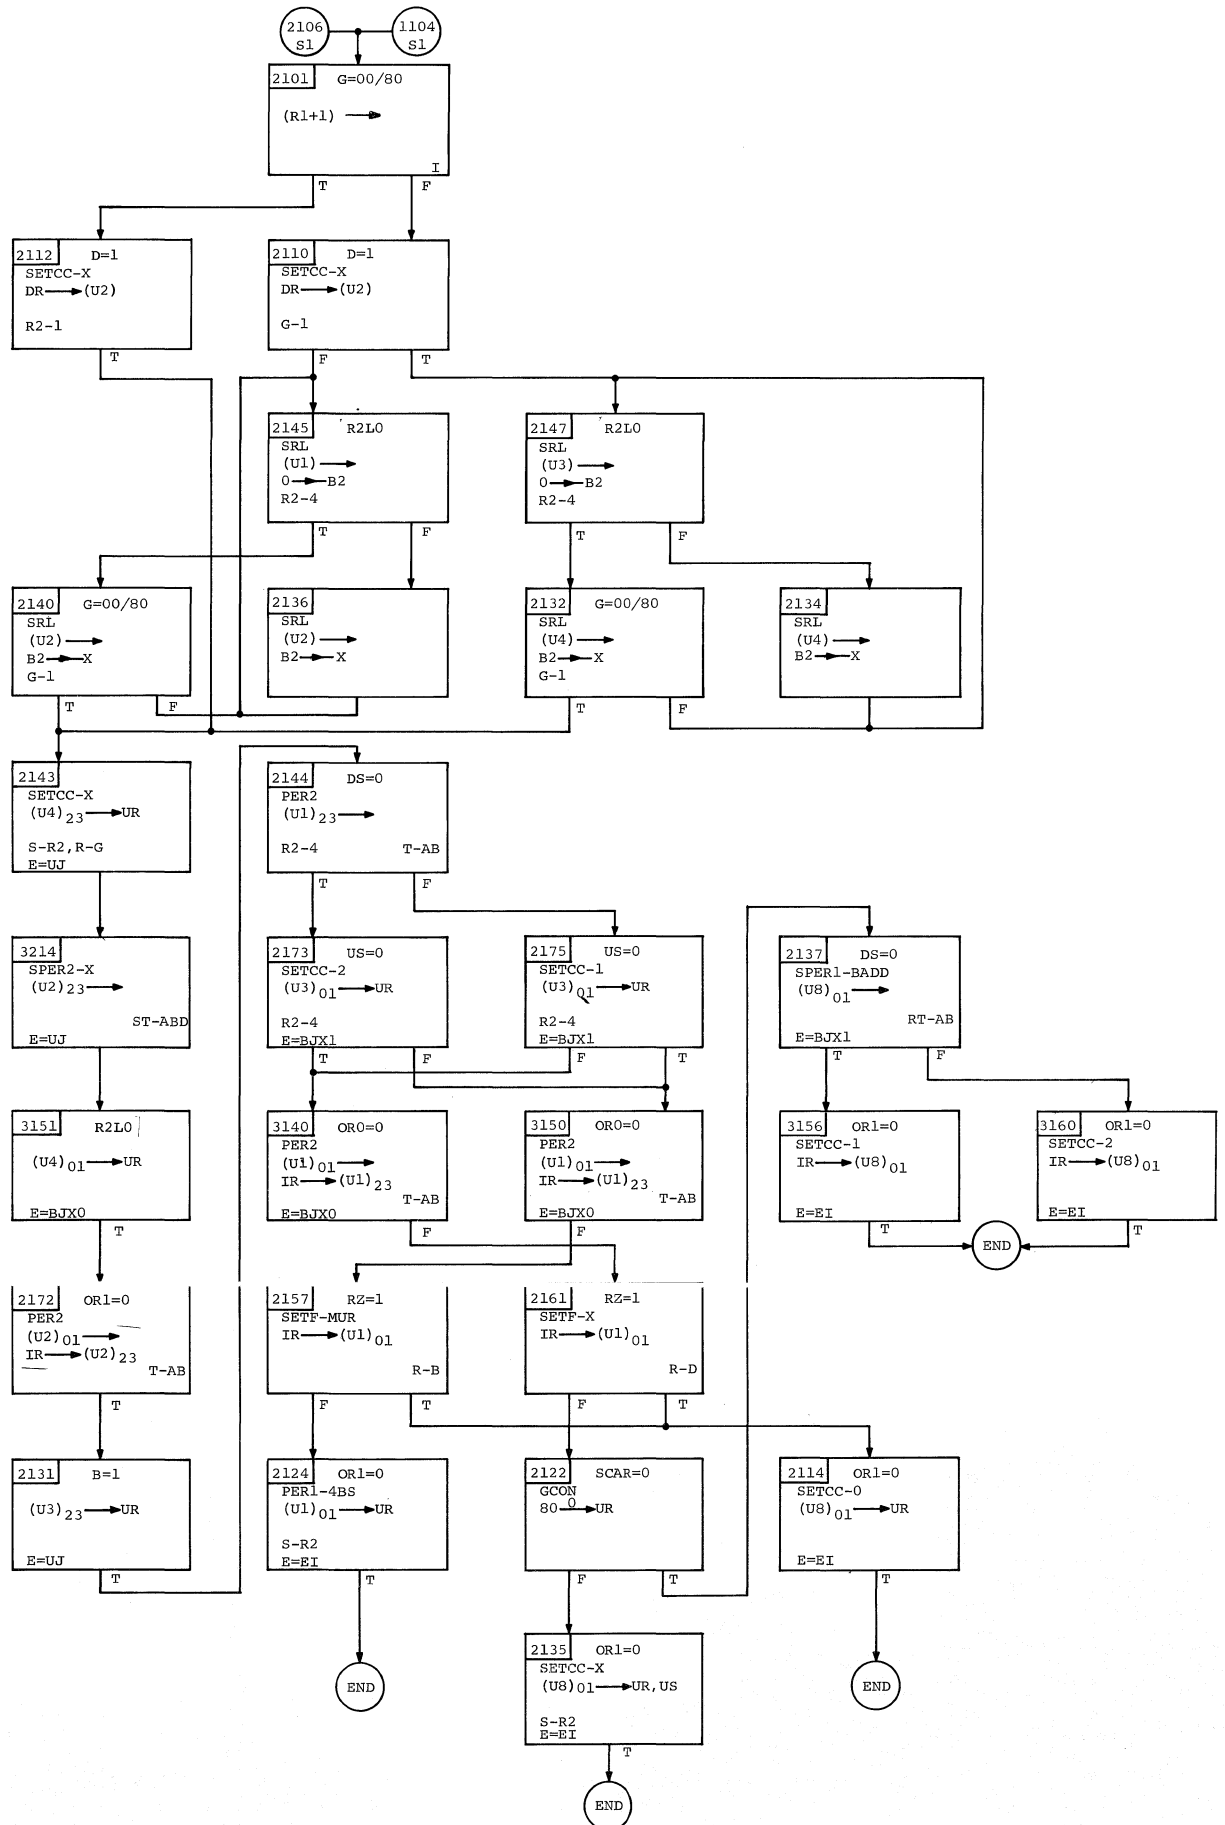 2106
S1
1104
S1
2101 G=00/80
(R1+1)
I
T F
2112 D=1
SETCC-X
DR (U2)
R2-1
T
2110 D=1
SETCC-X
DR (U2)
G-1
F T
2145 R2L0
SRL
(U1)
0 B2
R2-4
T F
2147 R2L0
SRL
(U3)
0 B2
R2-4
T F
2140 G=00/80
SRL
(U2)
B2 X
G-1
T F
2136
SRL
(U2)
B2 X
2132 G=00/80
SRL
(U4)
B2 X
G-1
T F
2134
SRL
(U4)
B2 X
2143
SETCC-X
(U4)23 UR
S-R2,R-G
E=UJ
2144 DS=0
PER2
(U1)23
R2-4 T-AB
T F
3214
SPER2-X
(U2)23
ST-ABD
E=UJ
2173 US=0
SETCC-2
(U3)01 UR
R2-4
E=BJX1
T F
2175 US=0
SETCC-1
(U3)01 UR
R2-4
E=BJX1
F T
2137 DS=0
SPER1-BADD
(U8)01
RT-AB
E=BJX1
T F
3151 R2L0
(U4)01 UR
E=BJX0
T
3140 OR0=0
PER2
(U1)01
IR (U1)23
T-AB
E=BJX0
F
3150 OR0=0
PER2
(U1)01
IR (U1)23
T-AB
E=BJX0
F
3156 OR1=0
SETCC-1
IR (U8)01
E=EI
T
3160 OR1=0
SETCC-2
IR (U8)01
E=EI
T
END
2172 OR1=0
PER2
(U2)01
IR (U2)23
T-AB
T
2157 RZ=1
SETF-MUR
IR (U1)01
R-B
F T
2161 RZ=1
SETF-X
IR (U1)01
R-D
F T
2131 B=1
(U3)23 UR
E=UJ
T
2124 OR1=0
PER1-4BS
(U1)01 UR
S-R2
E=EI
T
2122 SCAR=0
GCON
0
80 UR
F T
2114 OR1=0
SETCC-0
(U8)01 UR
E=EI
T
2135 OR1=0
SETCC-X
(U8)01 UR,US
S-R2
E=EI
T
END
END
END